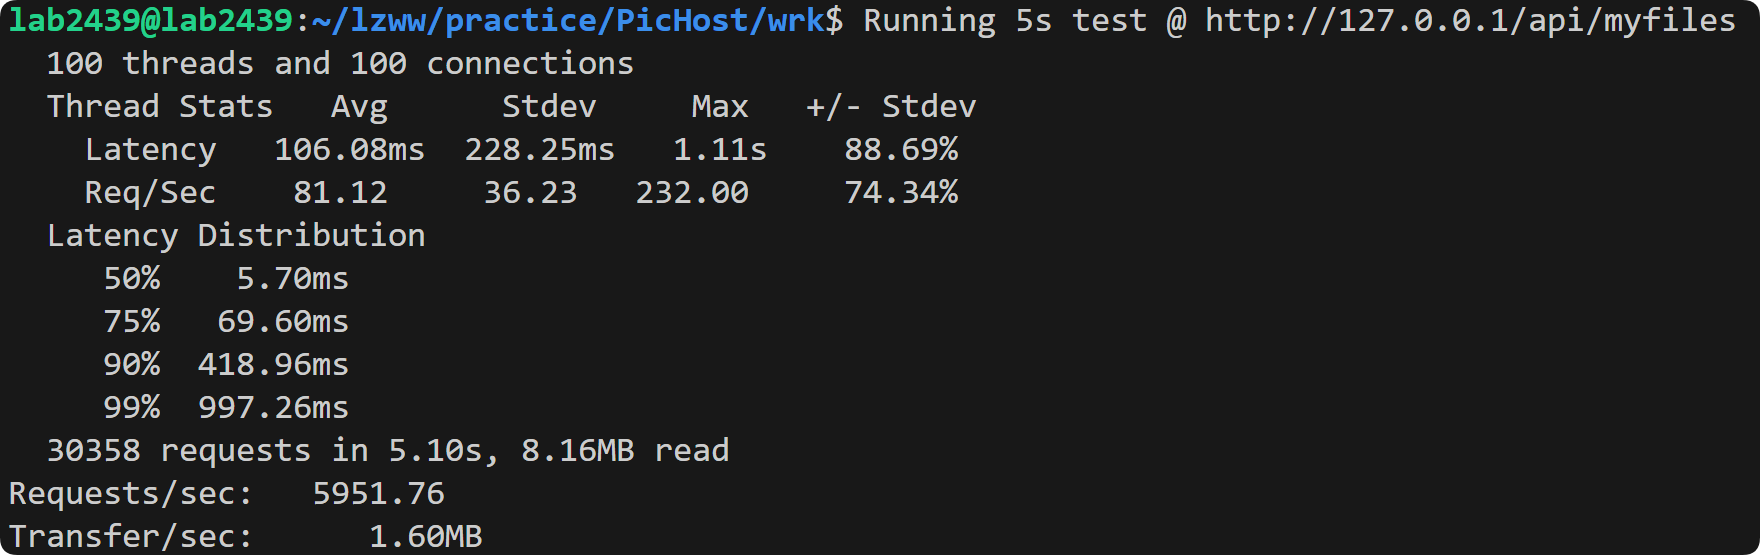 lab2439@lab2439:~/lzww/practice/PicHost/wrk$ Running 5s test @ http://127.0.0.1/api/myfiles
  100 threads and 100 connections
  Thread Stats   Avg      Stdev     Max   +/- Stdev
    Latency   106.08ms  228.25ms   1.11s    88.69%
    Req/Sec    81.12     36.23   232.00     74.34%
  Latency Distribution
     50%    5.70ms
     75%   69.60ms
     90%  418.96ms
     99%  997.26ms
  30358 requests in 5.10s, 8.16MB read
Requests/sec:   5951.76
Transfer/sec:      1.60MB